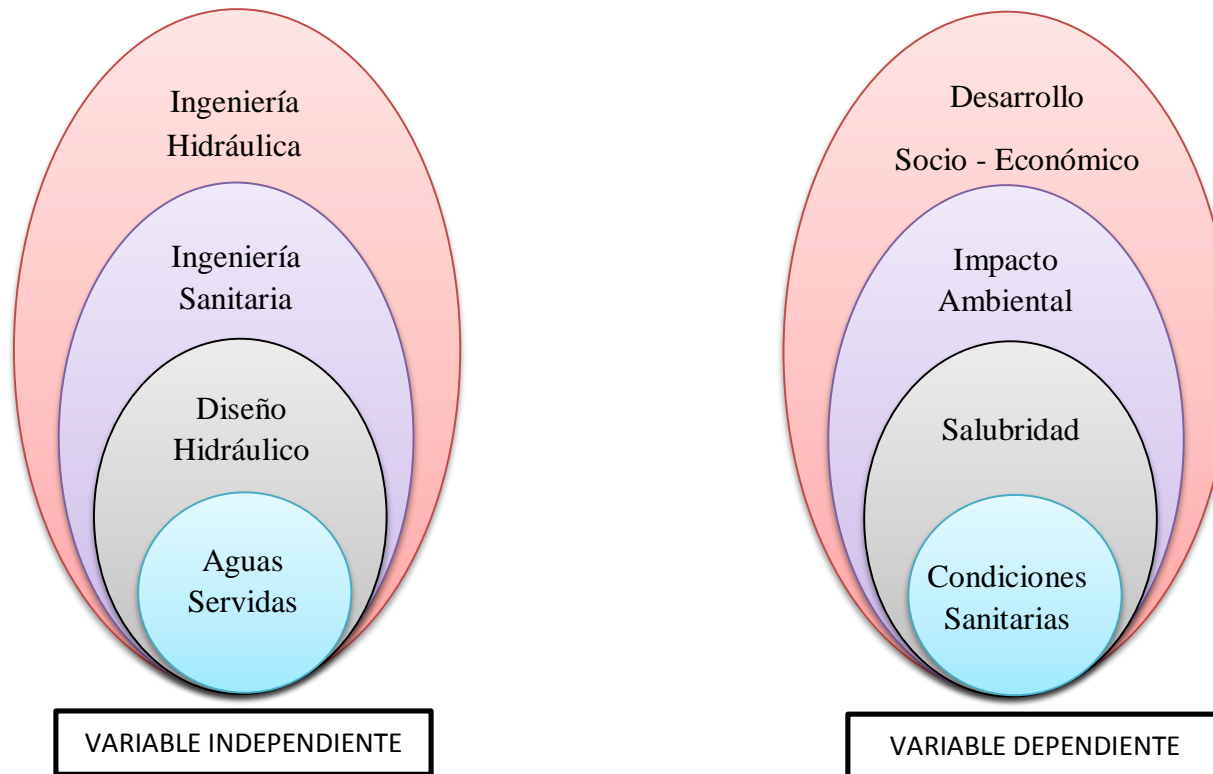 Ingeniería
Hidráulica
Ingeniería
Sanitaria
Diseño
Hidráulico
Aguas
Servidas
VARIABLE INDEPENDIENTE
Desarrollo
Socio - Económico
Impacto
Ambiental
Salubridad
Condiciones
Sanitarias
VARIABLE DEPENDIENTE